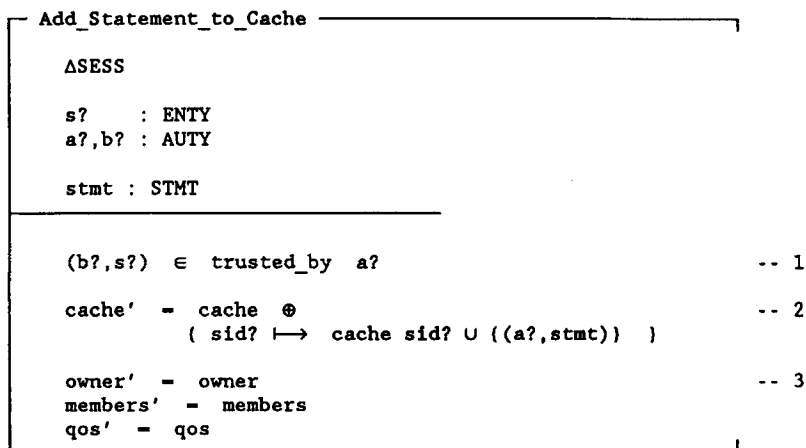 Add_Statement_to_Cache
ΔSESS
s? : ENTY
a?,b? : AUTY
stmt : STMT
(b?,s?) ∈ trusted_by a? -- 1
cache' = cache ⊕ -- 2
{ sid? ↦ cache sid? ∪ {(a?,stmt)} }
owner' = owner -- 3
members' = members
qos' = qos